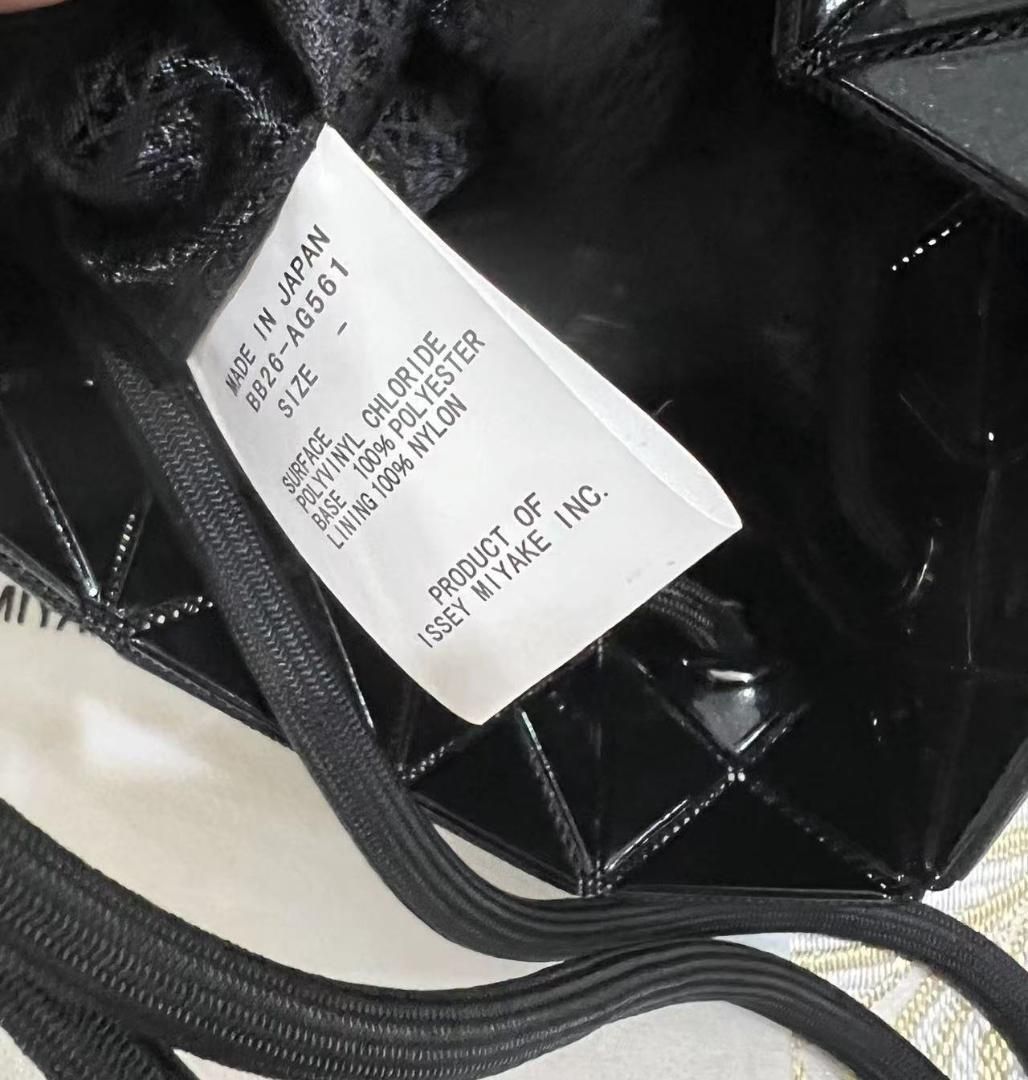 MADE IN JAPAN
BB26-AG561
SIZE -
SURFACE
POLYVINYL CHLORIDE
BASE 100% POLYESTER
LINING 100% NYLON
PRODUCT OF
ISSEY MIYAKE INC.